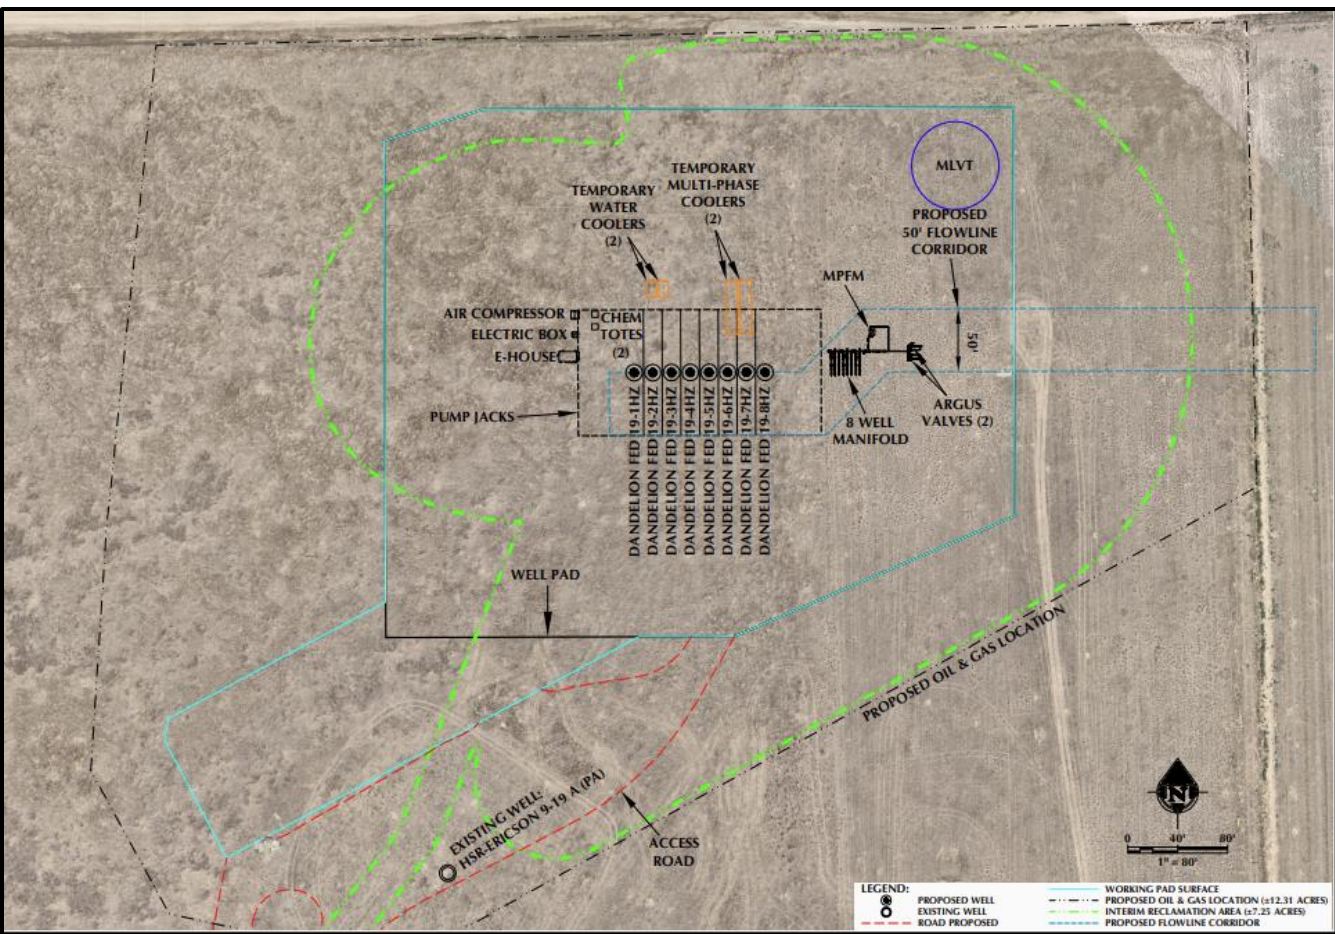 MLVT
TEMPORARY
MULTI-PHASE
COOLERS
(2)
TEMPORARY
WATER
COOLERS
(2)
PROPOSED
50' FLOWLINE
CORRIDOR
MPFM
AIR COMPRESSOR
ELECTRIC BOX
E-HOUSE
CHEM
TOTES
(2)
50'
PUMP JACKS
ARGUS
VALVES (2)
8 WELL
MANIFOLD
DANDELION FED 19-1HZ
DANDELION FED 19-2HZ
DANDELION FED 19-3HZ
DANDELION FED 19-4HZ
DANDELION FED 19-5HZ
DANDELION FED 19-6HZ
DANDELION FED 19-7HZ
DANDELION FED 19-8HZ
WELL PAD
PROPOSED OIL & GAS LOCATION
EXISTING WELL:
HSR-ERICSON 9-19 A (PA)
ACCESS
ROAD
N
0 40' 80'
1" = 80'
LEGEND:
PROPOSED WELL
EXISTING WELL
ROAD PROPOSED
WORKING PAD SURFACE
PROPOSED OIL & GAS LOCATION (±12.31 ACRES)
INTERIM RECLAMATION AREA (±7.25 ACRES)
PROPOSED FLOWLINE CORRIDOR